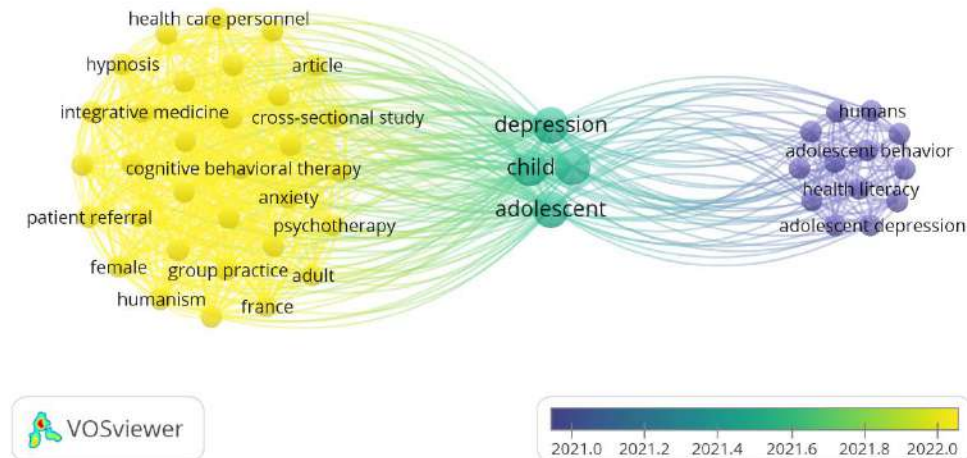 health care personnel
hypnosis
article
integrative medicine
cross-sectional study
cognitive behavioral therapy
anxiety
patient referral
psychotherapy
female
group practice
adult
humanism
france
depression
child
adolescent
humans
adolescent behavior
health literacy
adolescent depression
VOSviewer
2021.0 2021.2 2021.4 2021.6 2021.8 2022.0